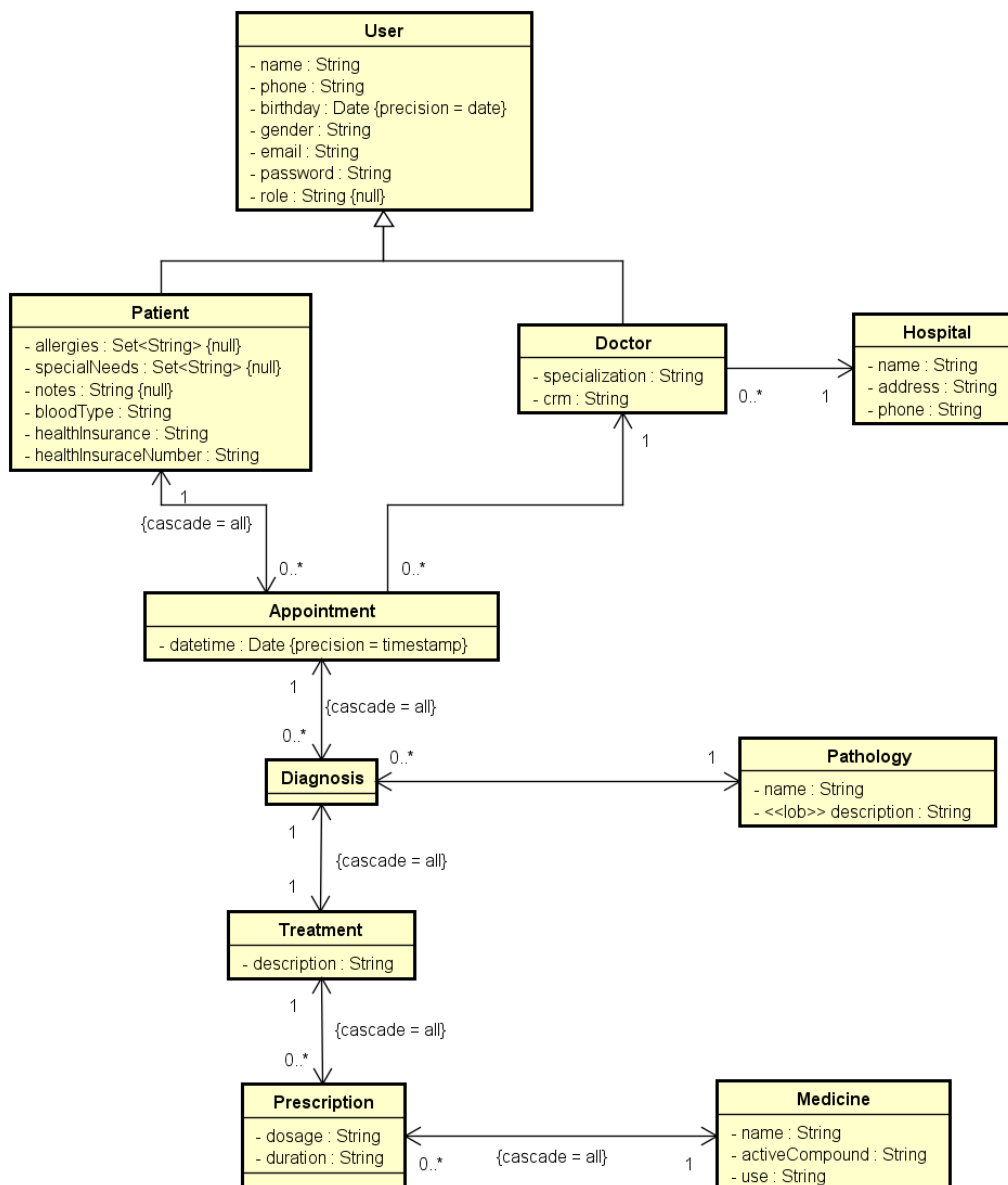 User
- name : String
- phone : String
- birthday : Date {precision = date}
- gender : String
- email : String
- password : String
- role : String {null}
Patient
- allergies : Set<String> {null}
- specialNeeds : Set<String> {null}
- notes : String {null}
- bloodType : String
- healthInsurance : String
- healthInsuraceNumber : String
Doctor
- specialization : String
- crm : String
0..*
1
Hospital
- name : String
- address : String
- phone : String
1
{cascade = all}
0..*
1
0..*
Appointment
- datetime : Date {precision = timestamp}
1
{cascade = all}
0..*
Diagnosis
0..*
1
Pathology
- name : String
- <<lob>> description : String
1
{cascade = all}
1
Treatment
- description : String
1
{cascade = all}
0..*
Prescription
- dosage : String
- duration : String
0..*
{cascade = all}
1
Medicine
- name : String
- activeCompound : String
- use : String